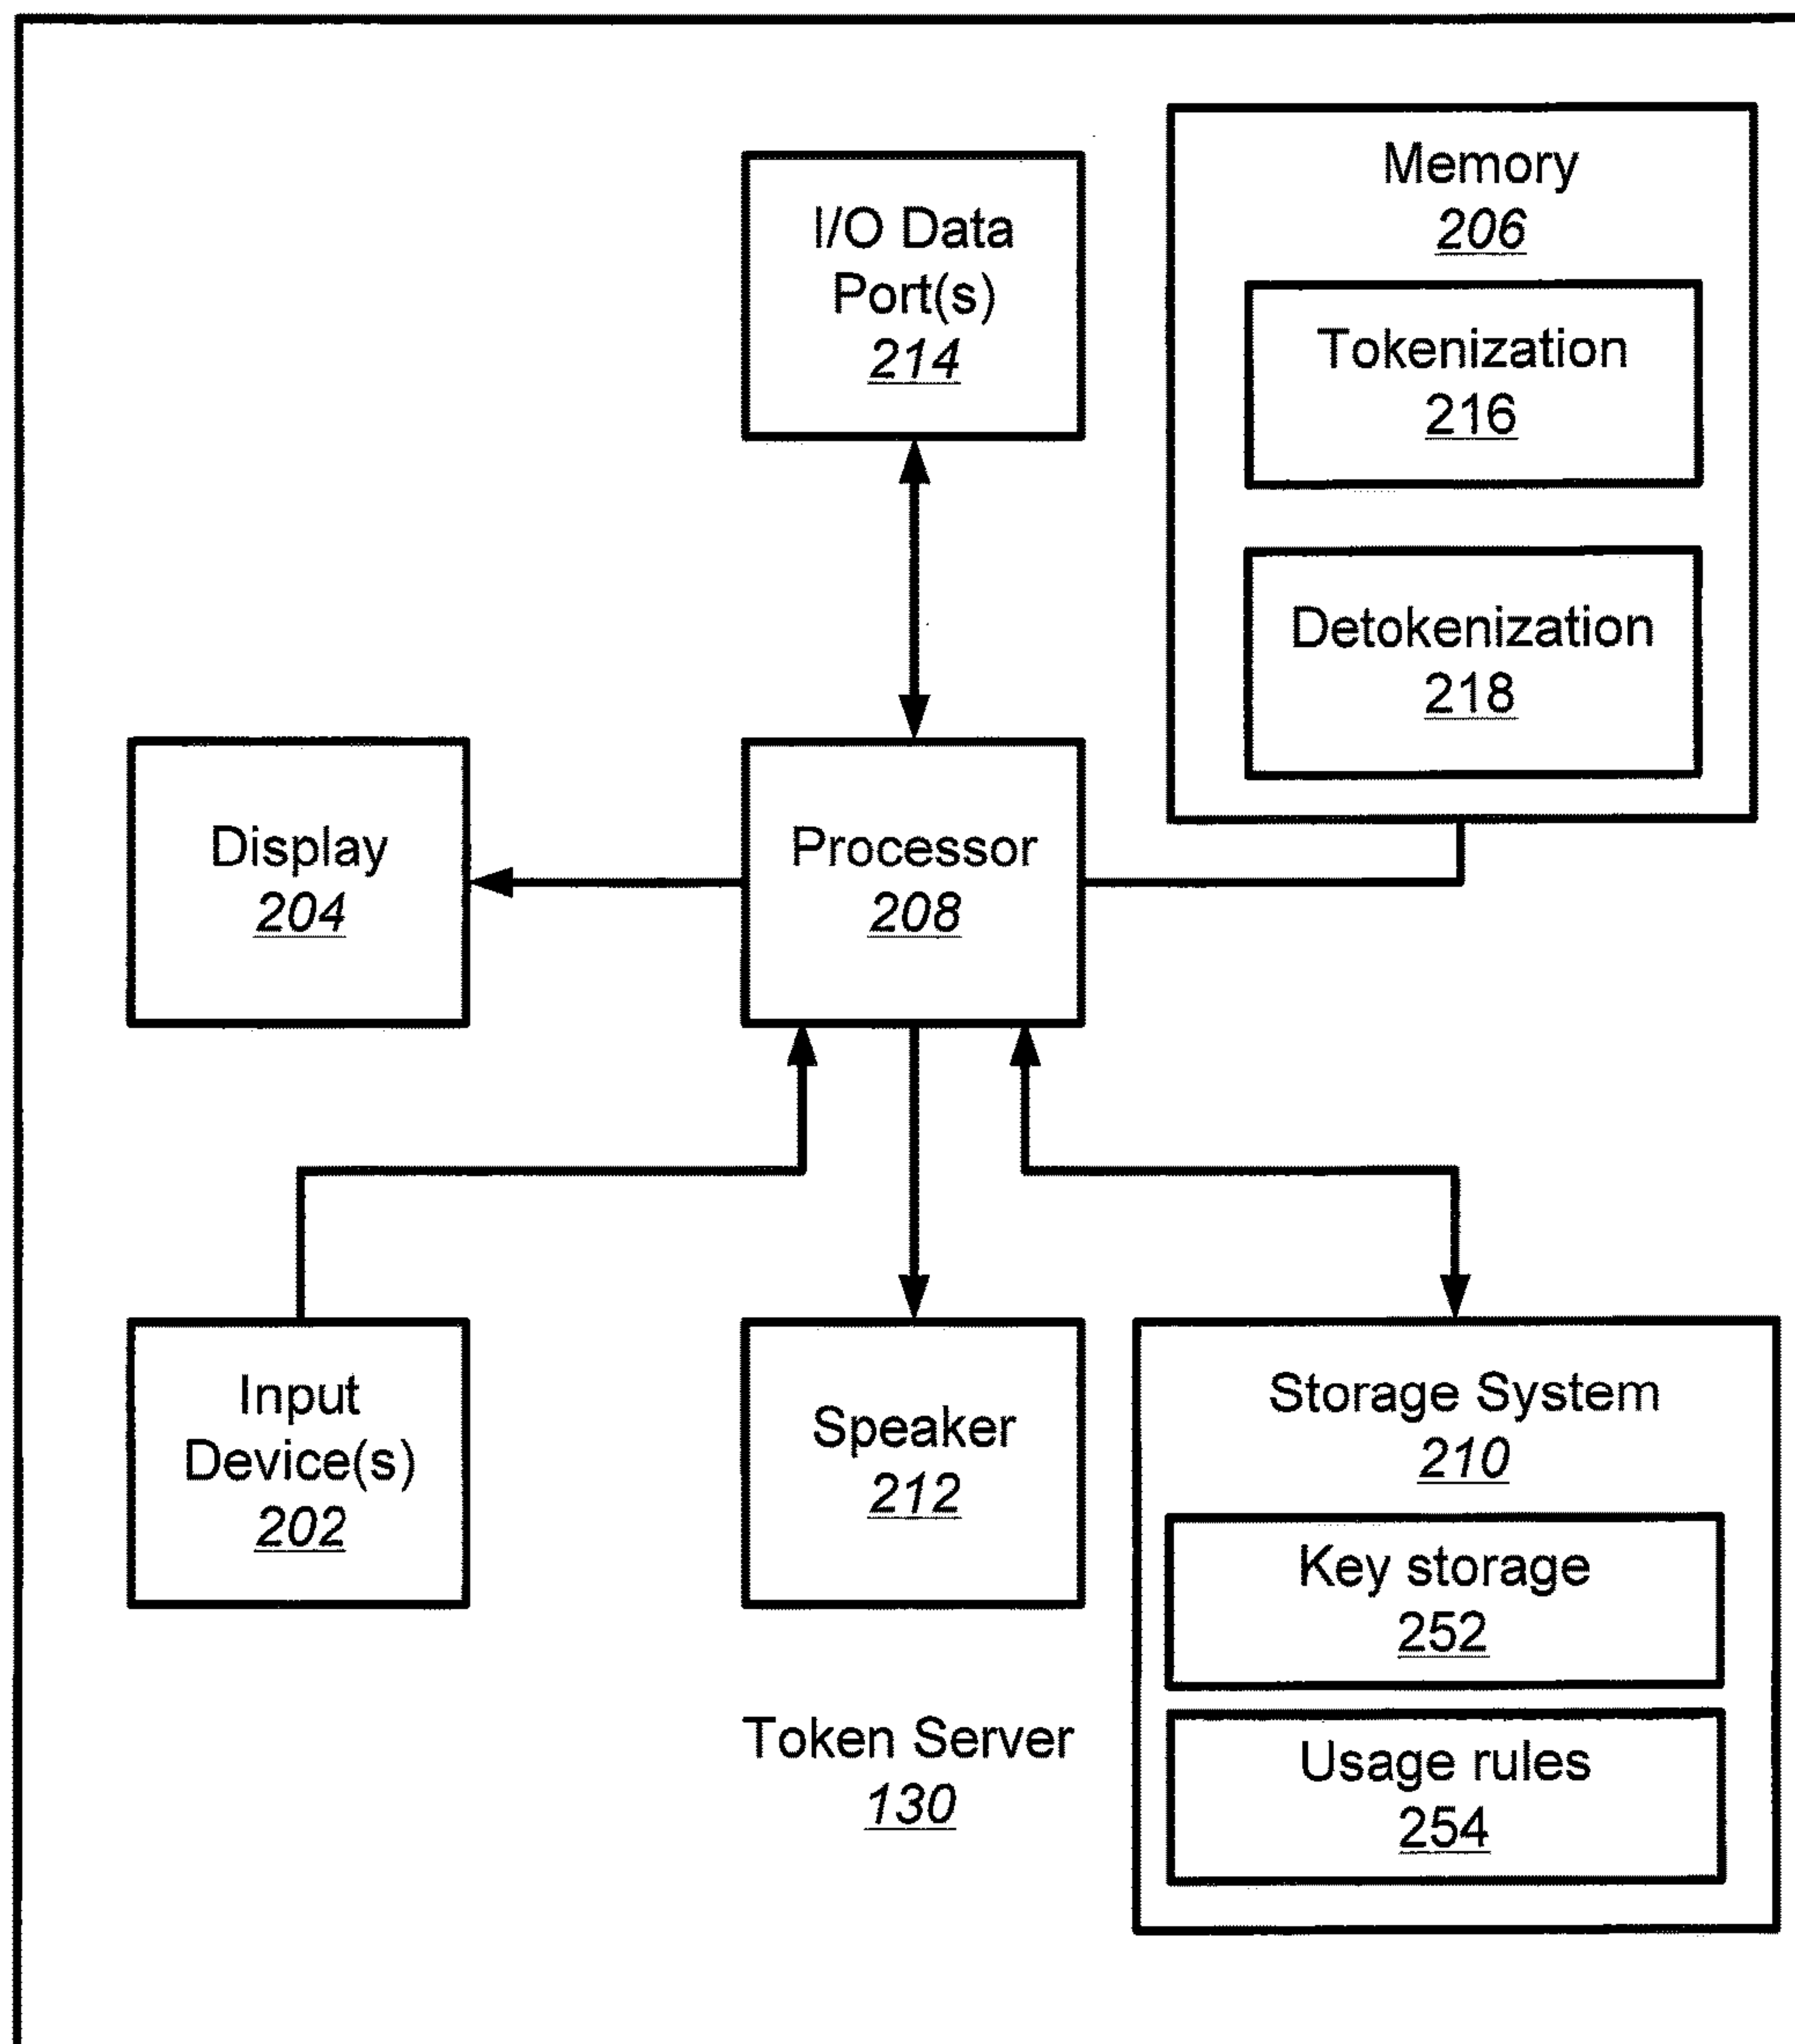 I/O Data
Port(s)
214
Memory
206
Tokenization
216
Detokenization
218
Display
204
Processor
208
Input
Device(s)
202
Speaker
212
Storage System
210
Key storage
252
Usage rules
254
Token Server
130